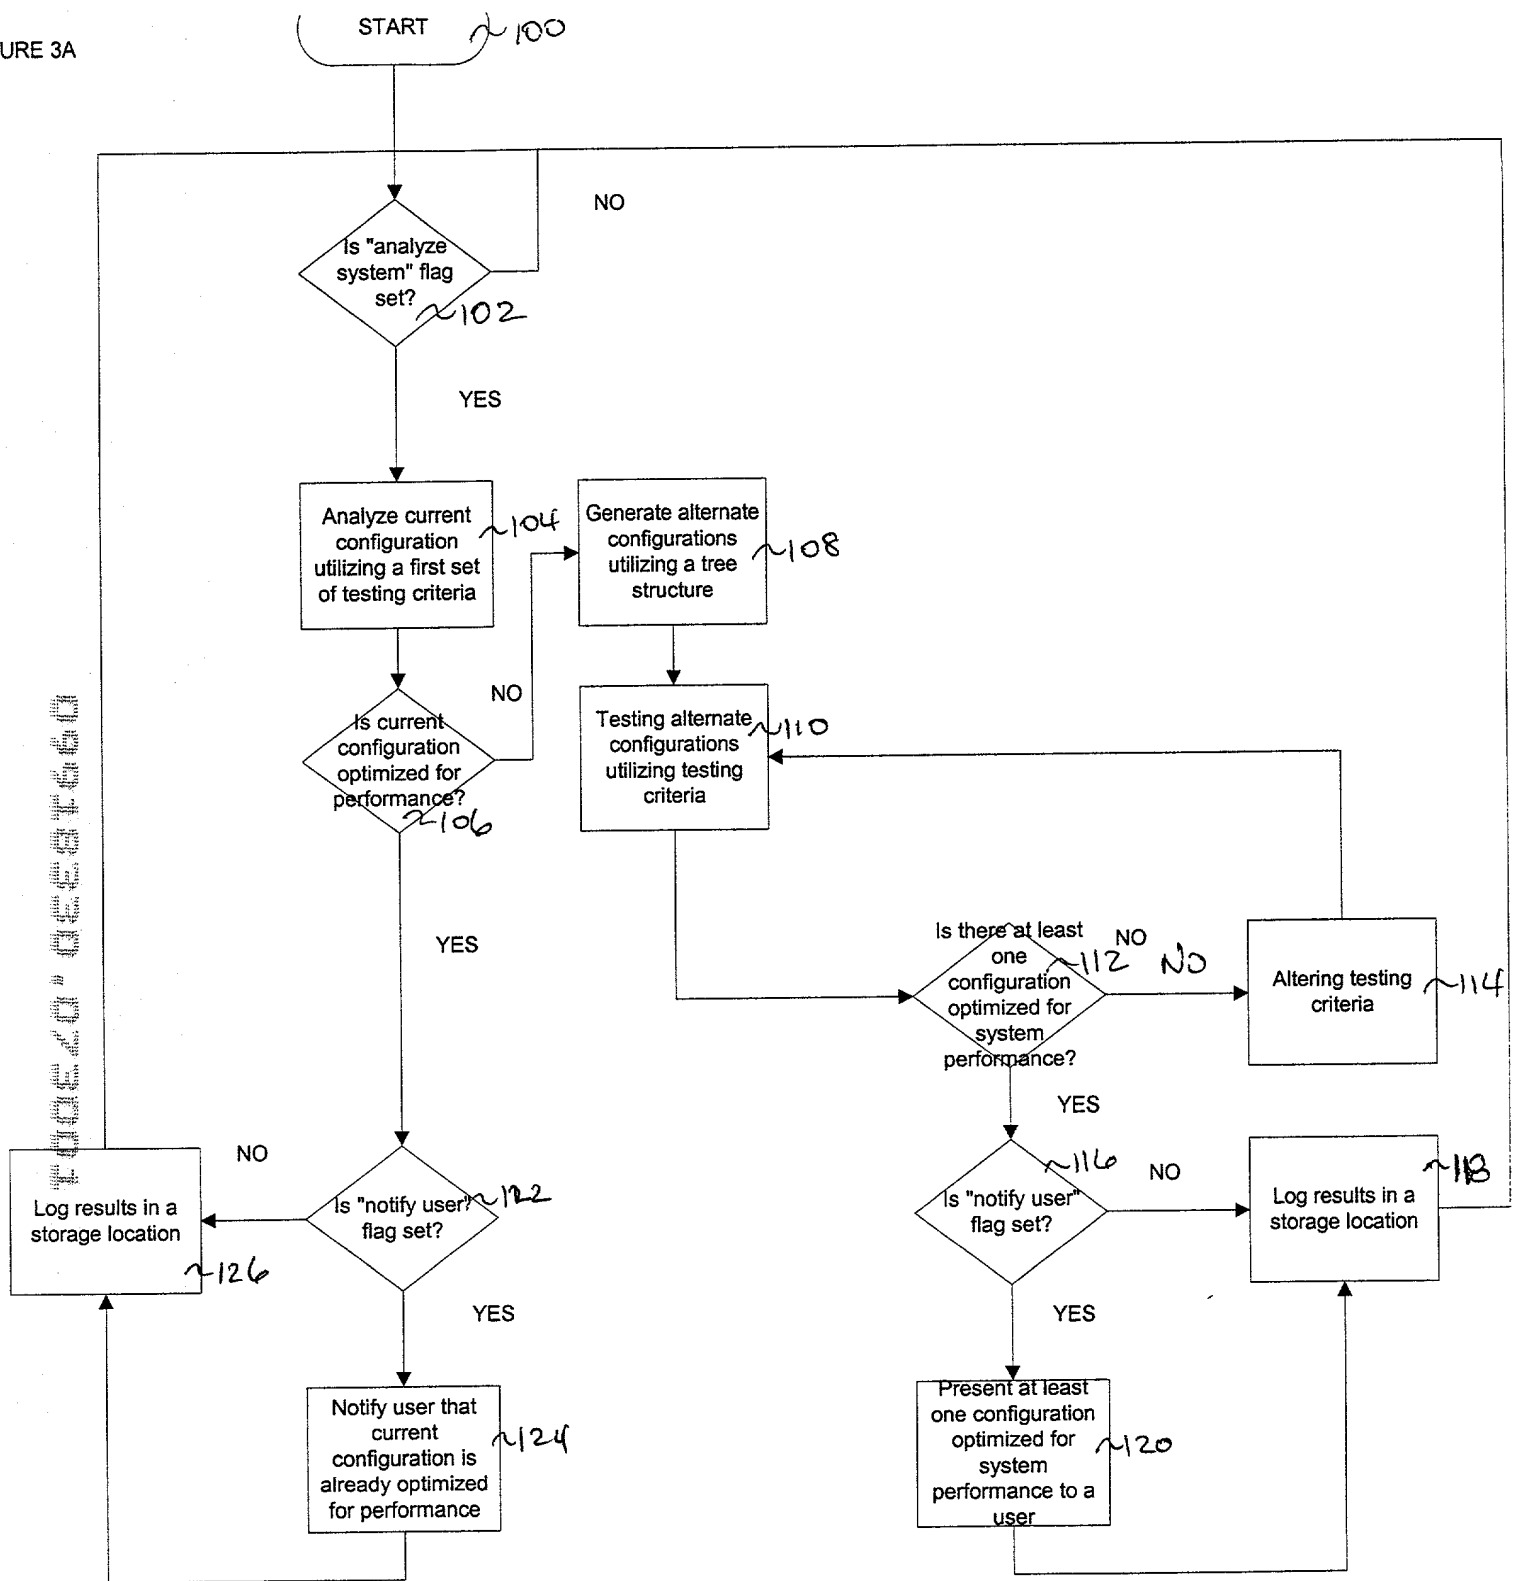 URE 3A
START
100
NO
Is "analyze
system" flag
set?
102
YES
Analyze current
configuration
utilizing a first set
of testing criteria
104
Generate alternate
configurations
utilizing a tree
structure
108
NO
Is current
configuration
optimized for
performance?
106
Testing alternate
configurations
utilizing testing
criteria
110
YES
Is there at least
one
configuration
optimized for
system
performance?
112
NO
NO
Altering testing
criteria
114
YES
NO
Log results in a
storage location
126
Is "notify user"
flag set?
122
Is "notify user"
flag set?
116
NO
Log results in a
storage location
118
YES
YES
Notify user that
current
configuration is
already optimized
for performance
124
Present at least
one configuration
optimized for
system
performance to a
user
120
09918330.073001